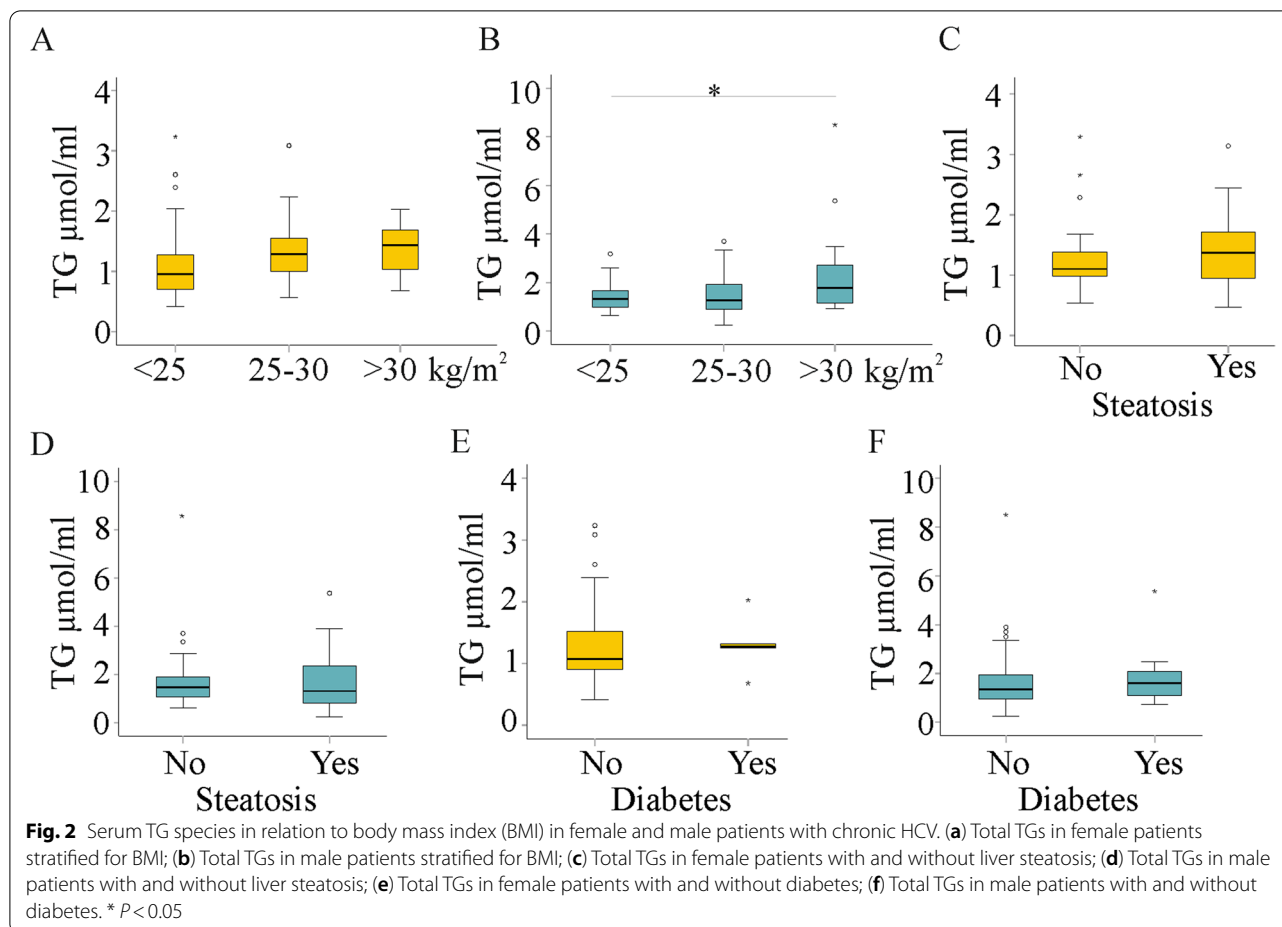 A
B
C
TG µmol/ml
4
3
2
1
0
<25 25-30 >30 kg/m²
TG µmol/ml
10
8
6
4
2
0
*
<25 25-30 >30 kg/m²
TG µmol/ml
4
3
2
1
0
No Yes
Steatosis
D
E
F
TG µmol/ml
10
8
6
4
2
0
No Yes
Steatosis
TG µmol/ml
4
3
2
1
0
No Yes
Diabetes
TG µmol/ml
10
8
6
4
2
0
No Yes
Diabetes
Fig. 2 Serum TG species in relation to body mass index (BMI) in female and male patients with chronic HCV. (a) Total TGs in female patients
stratified for BMI; (b) Total TGs in male patients stratified for BMI; (c) Total TGs in female patients with and without liver steatosis; (d) Total TGs in male
patients with and without liver steatosis; (e) Total TGs in female patients with and without diabetes; (f) Total TGs in male patients with and without
diabetes. * P < 0.05